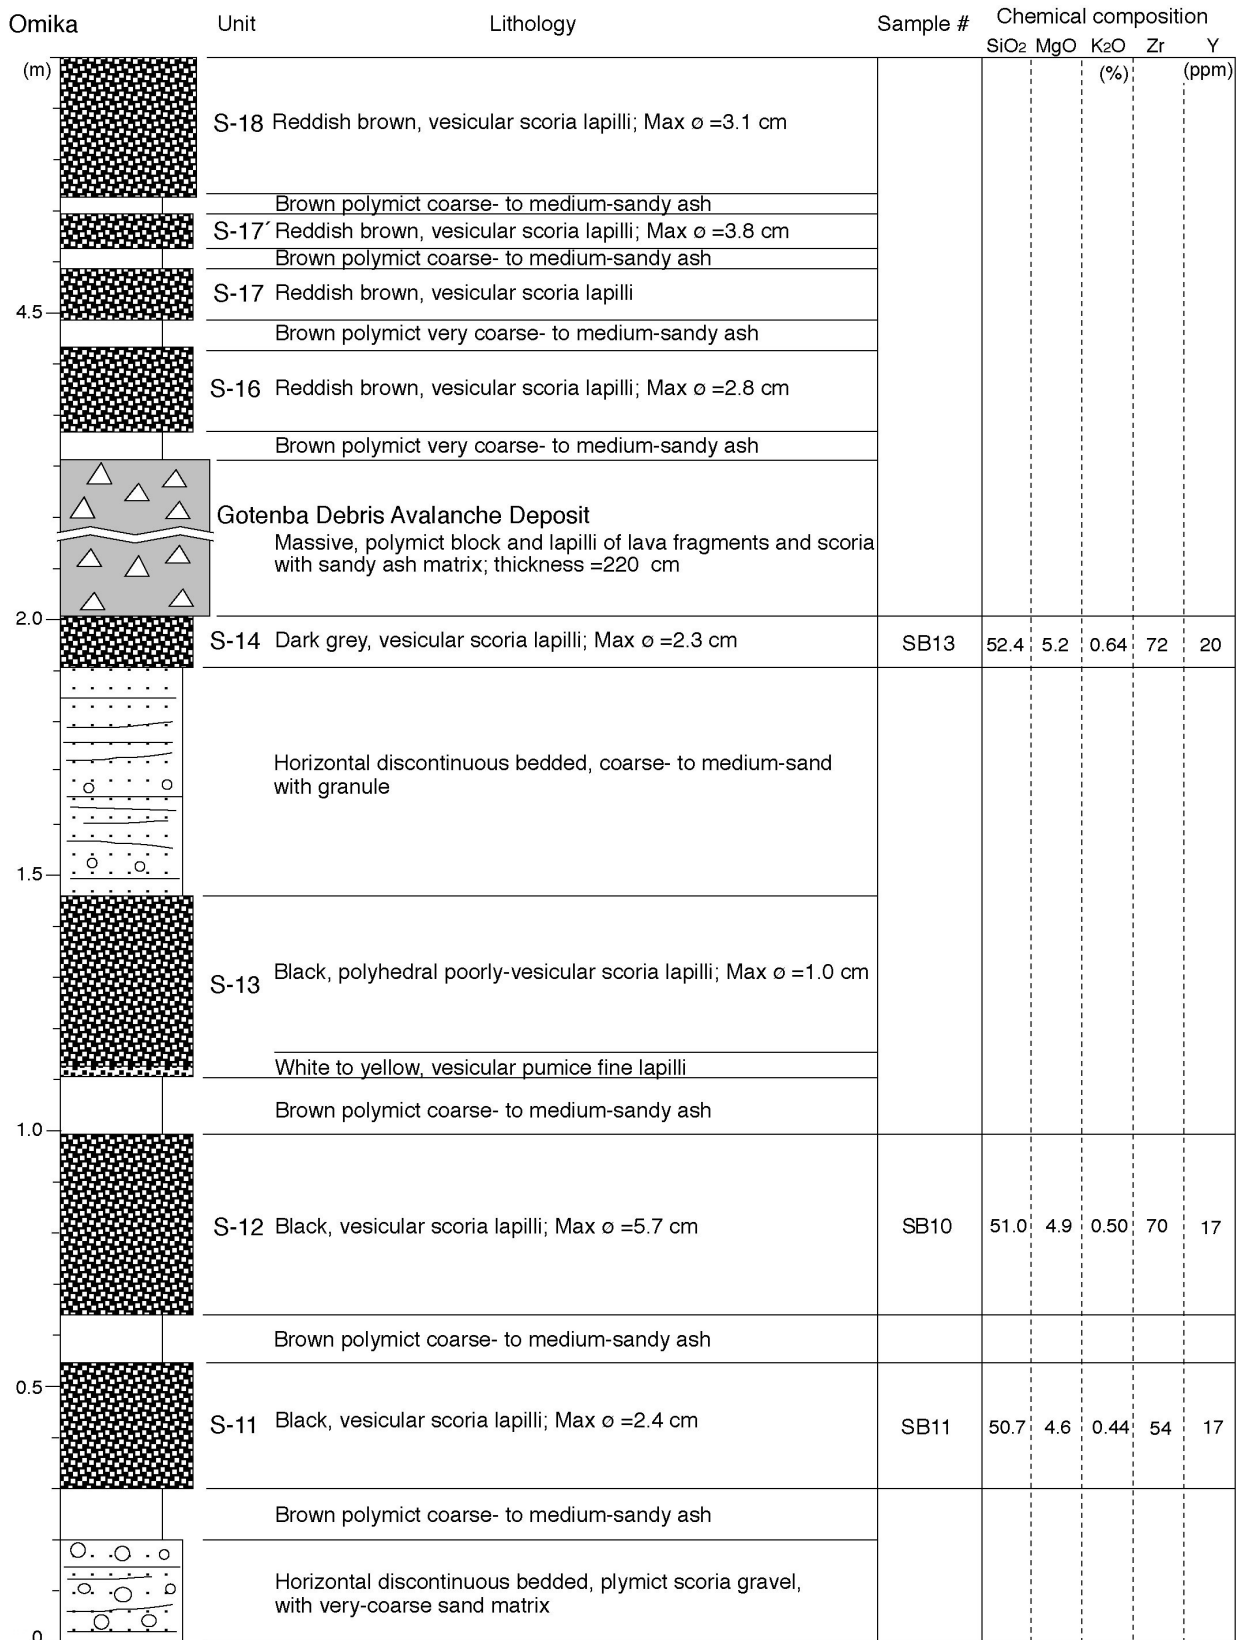 Omika Unit Lithology Sample # Chemical composition
SiO2 MgO K2O Zr Y
(m) (%) (ppm)
S-18 Reddish brown, vesicular scoria lapilli; Max ø =3.1 cm
Brown polymict coarse- to medium-sandy ash
S-17´ Reddish brown, vesicular scoria lapilli; Max ø =3.8 cm
Brown polymict coarse- to medium-sandy ash
S-17 Reddish brown, vesicular scoria lapilli
4.5
Brown polymict very coarse- to medium-sandy ash
S-16 Reddish brown, vesicular scoria lapilli; Max ø =2.8 cm
Brown polymict very coarse- to medium-sandy ash
Gotenba Debris Avalanche Deposit
Massive, polymict block and lapilli of lava fragments and scoria
with sandy ash matrix; thickness =220 cm
2.0
S-14 Dark grey, vesicular scoria lapilli; Max ø =2.3 cm SB13 52.4 5.2 0.64 72 20
Horizontal discontinuous bedded, coarse- to medium-sand
with granule
1.5
S-13 Black, polyhedral poorly-vesicular scoria lapilli; Max ø =1.0 cm
White to yellow, vesicular pumice fine lapilli
Brown polymict coarse- to medium-sandy ash
1.0
S-12 Black, vesicular scoria lapilli; Max ø =5.7 cm SB10 51.0 4.9 0.50 70 17
Brown polymict coarse- to medium-sandy ash
0.5
S-11 Black, vesicular scoria lapilli; Max ø =2.4 cm SB11 50.7 4.6 0.44 54 17
Brown polymict coarse- to medium-sandy ash
Horizontal discontinuous bedded, plymict scoria gravel,
with very-coarse sand matrix
0